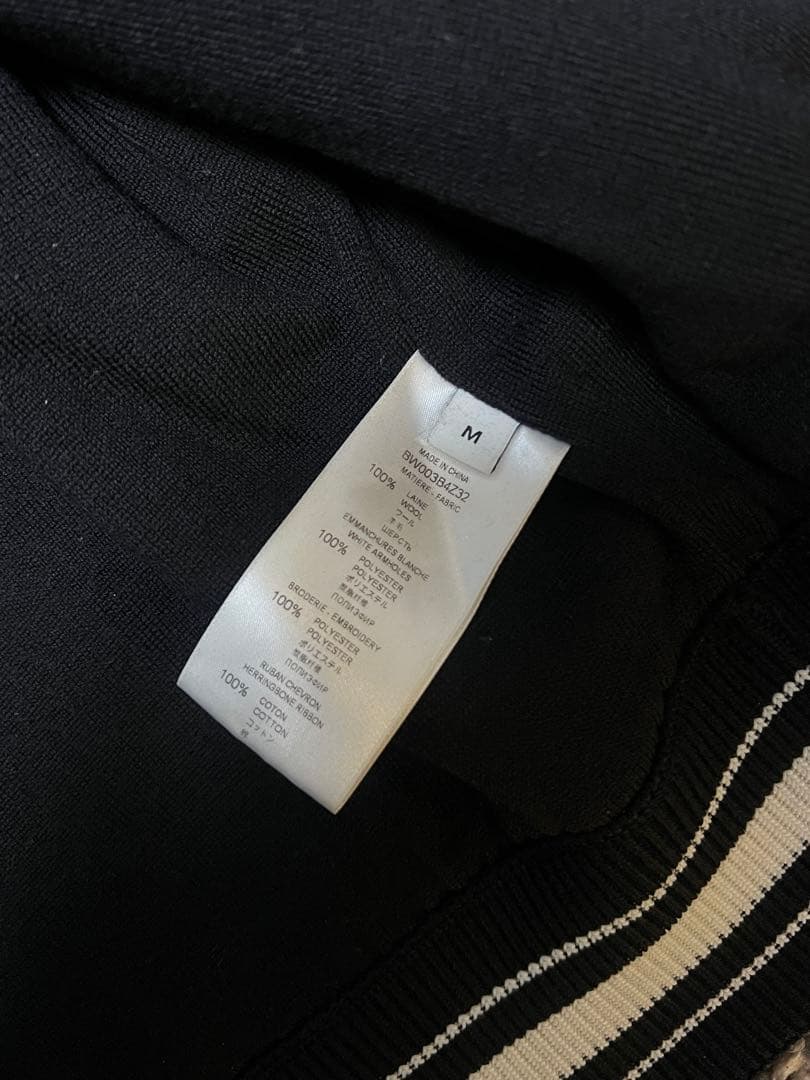 M
MADE IN CHINA
BW003B4Z32
MATIÈRE - FABRIC
100% LAINE
WOOL
ウール
羊毛
ШЕРСТЬ
EMMANCHURES BLANCHE
WHITE ARMHOLES
100% POLYESTER
POLYESTER
ポリエステル
聚酯纤维
ПОЛИЭФИР
BRODERIE - EMBROIDERY
100% POLYESTER
POLYESTER
ポリエステル
聚酯纤维
ПОЛИЭФИР
RUBAN CHEVRON
HERRINGBONE RIBBON
100% COTON
COTTON
コットン
棉